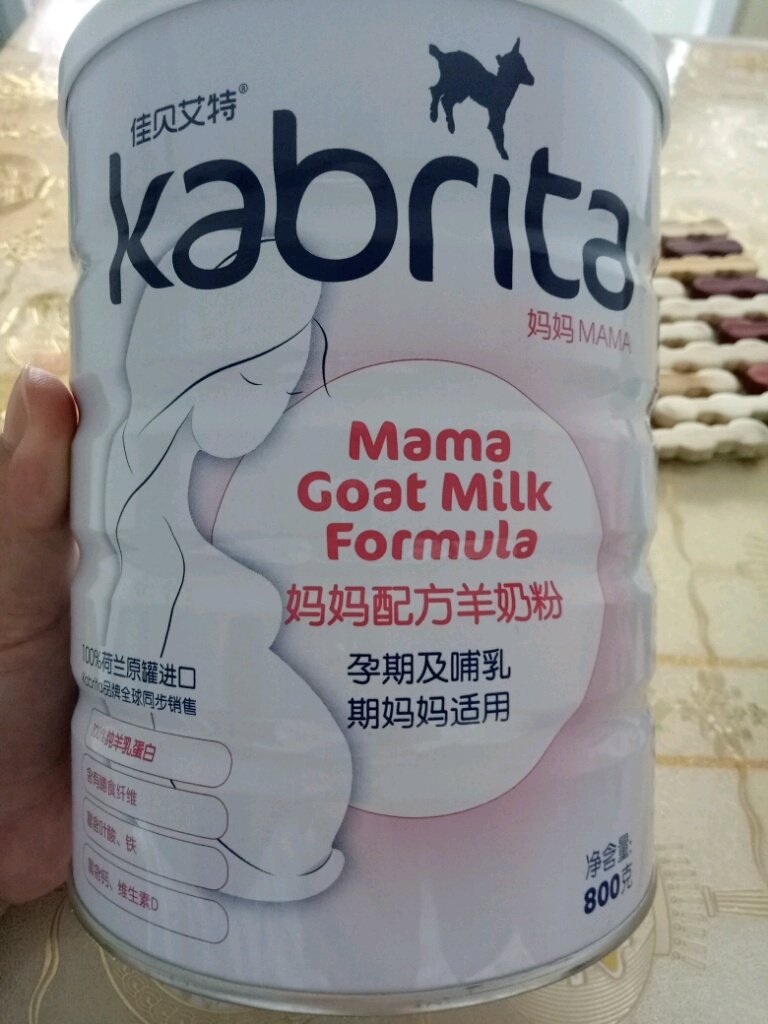 佳贝艾特®
kabrita
妈妈 MAMA
Mama
Goat Milk
Formula
妈妈配方羊奶粉
孕期及哺乳
期妈妈适用
100%荷兰原罐进口
Kabrita品牌全球同步销售
100%纯羊乳蛋白
含有膳食纤维
富含叶酸、铁
富含钙、维生素D
净含量:
800克